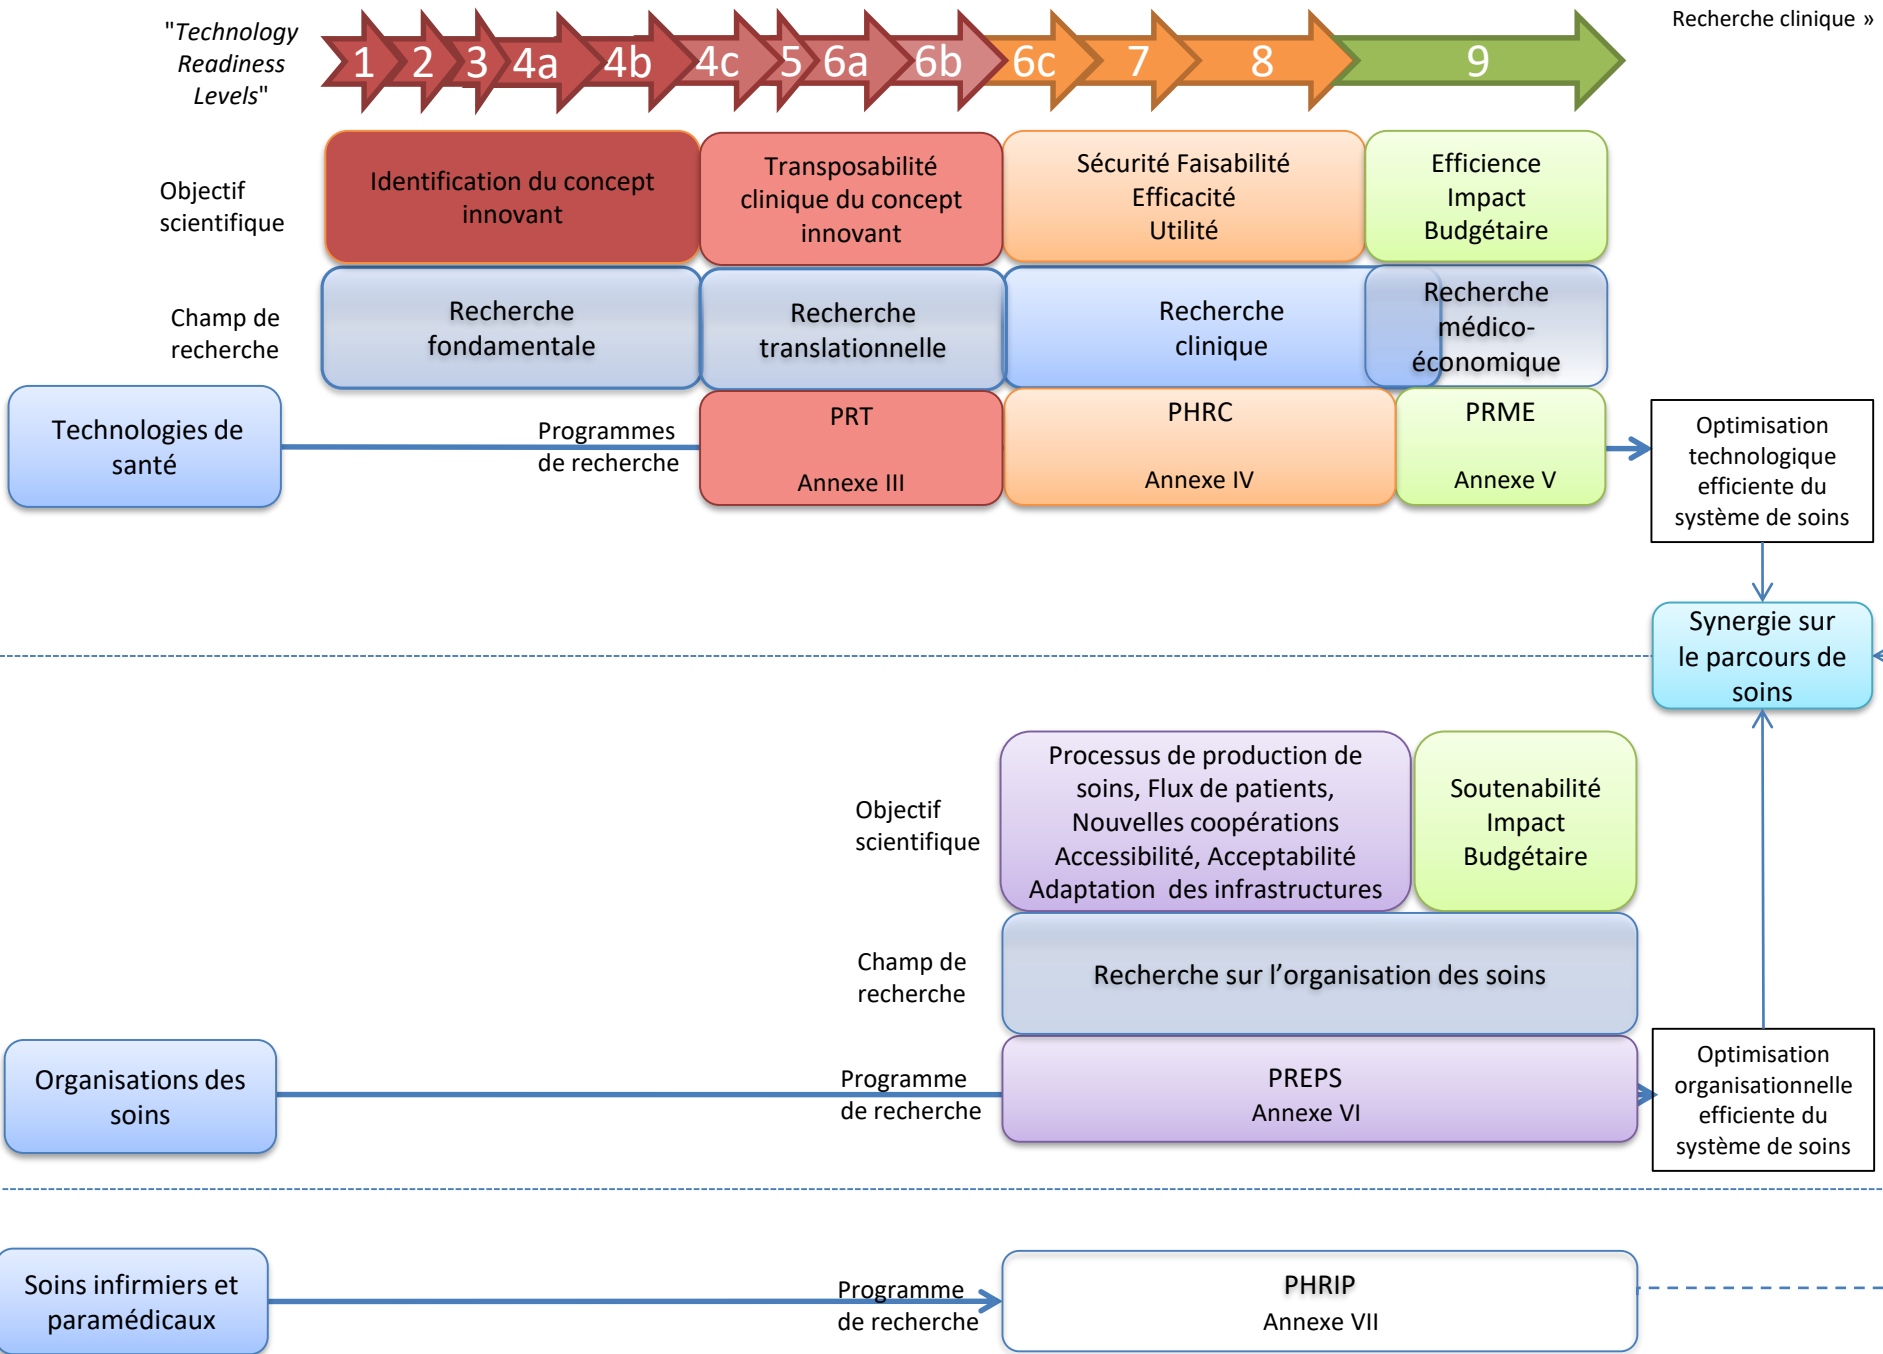 Recherche clinique »
"Technology
Readiness
Levels"
1 2 3 4a 4b 4c 5 6a 6b 6c 7 8 9
Objectif
scientifique
Identification du concept
innovant
Transposabilité
clinique du concept
innovant
Sécurité Faisabilité
Efficacité
Utilité
Efficience
Impact
Budgétaire
Champ de
recherche
Recherche
fondamentale
Recherche
translationnelle
Recherche
clinique
Recherche
médico-
économique
Technologies de
santé
Programmes
de recherche
PRT
Annexe III
PHRC
Annexe IV
PRME
Annexe V
Optimisation
technologique
efficiente du
système de soins
Synergie sur
le parcours de
soins
Objectif
scientifique
Processus de production de
soins, Flux de patients,
Nouvelles coopérations
Accessibilité, Acceptabilité
Adaptation des infrastructures
Soutenabilité
Impact
Budgétaire
Champ de
recherche
Recherche sur l'organisation des soins
Organisations des
soins
Programme
de recherche
PREPS
Annexe VI
Optimisation
organisationnelle
efficiente du
système de soins
Soins infirmiers et
paramédicaux
Programme
de recherche
PHRIP
Annexe VII